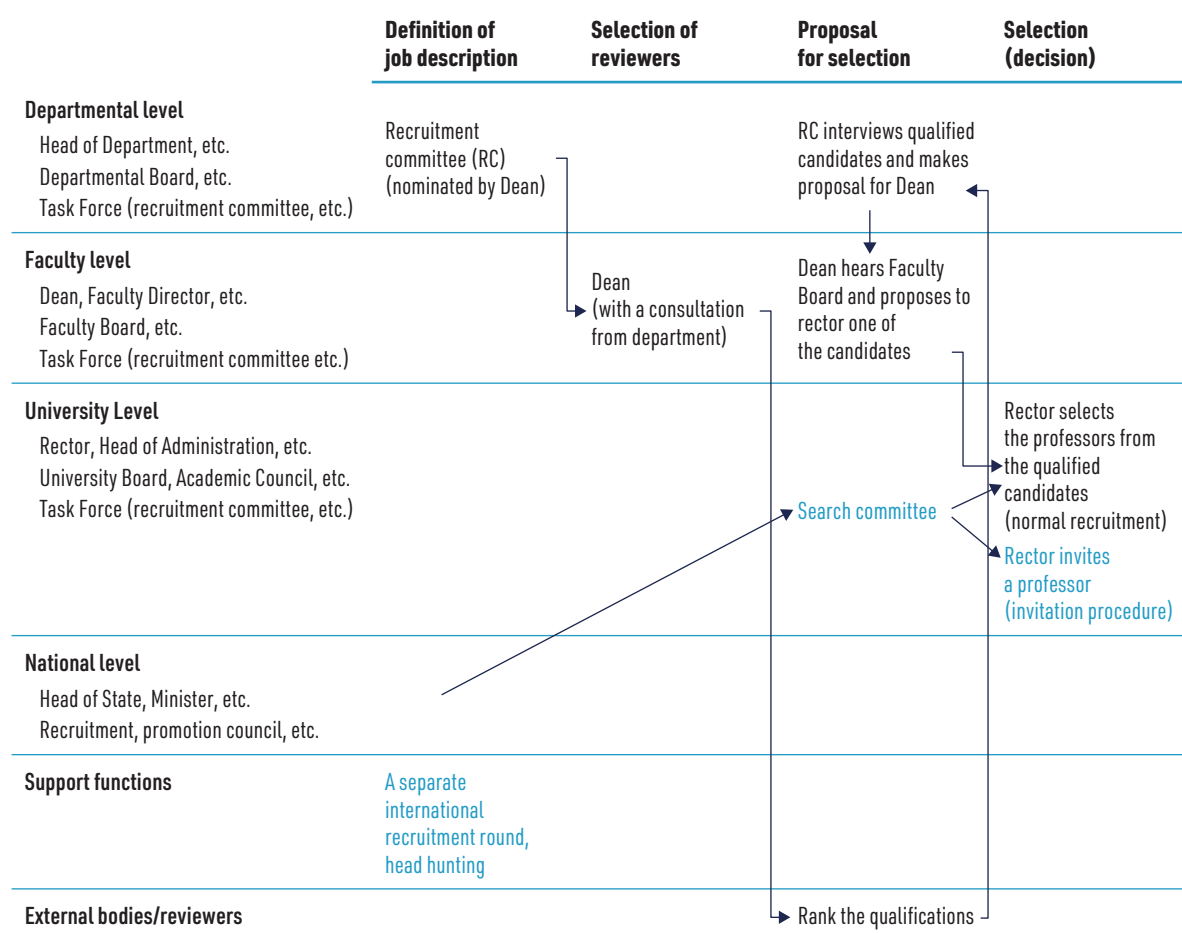 Definition of
job description
Selection of
reviewers
Proposal
for selection
Selection
(decision)
Departmental level
Head of Department, etc.
Departmental Board, etc.
Task Force (recruitment committee, etc.)
Recruitment
committee (RC)
(nominated by Dean)
RC interviews qualified
candidates and makes
proposal for Dean
Faculty level
Dean, Faculty Director, etc.
Faculty Board, etc.
Task Force (recruitment committee etc.)
Dean
(with a consultation
from department)
Dean hears Faculty
Board and proposes to
rector one of
the candidates
University Level
Rector, Head of Administration, etc.
University Board, Academic Council, etc.
Task Force (recruitment committee, etc.)
Search committee
Rector selects
the professors from
the qualified
candidates
(normal recruitment)
Rector invites
a professor
(invitation procedure)
National level
Head of State, Minister, etc.
Recruitment, promotion council, etc.
Support functions
A separate
international
recruitment round,
head hunting
External bodies/reviewers
Rank the qualifications